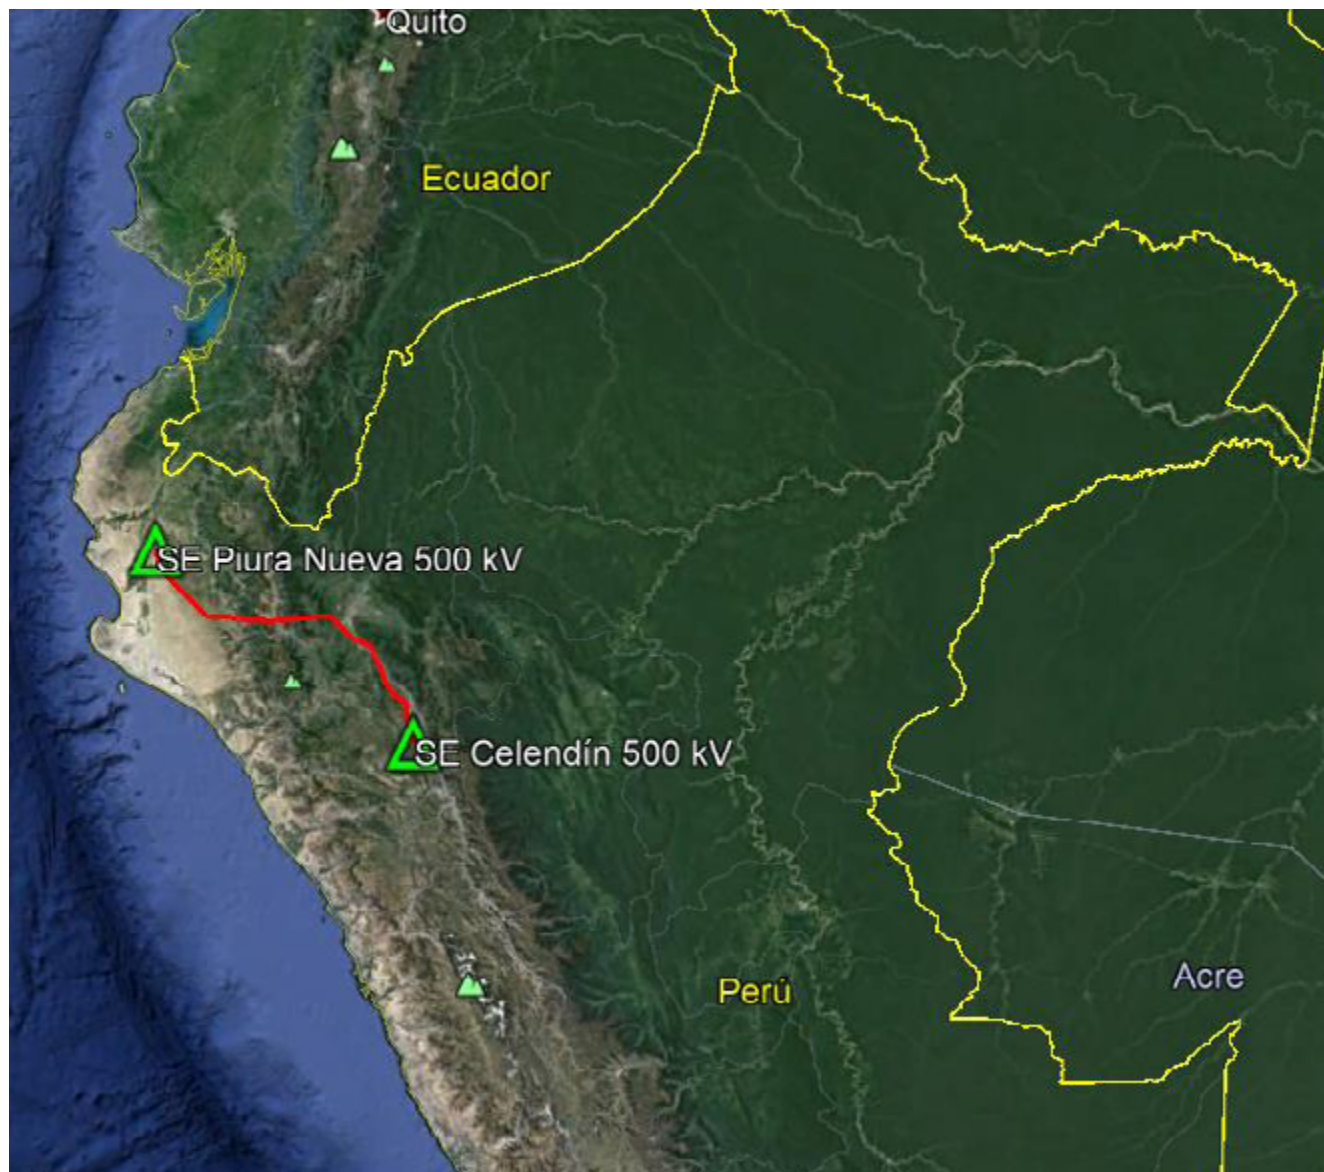 Quito
Ecuador
SE Piura Nueva 500 kV
SE Celendín 500 kV
Acre
Perú